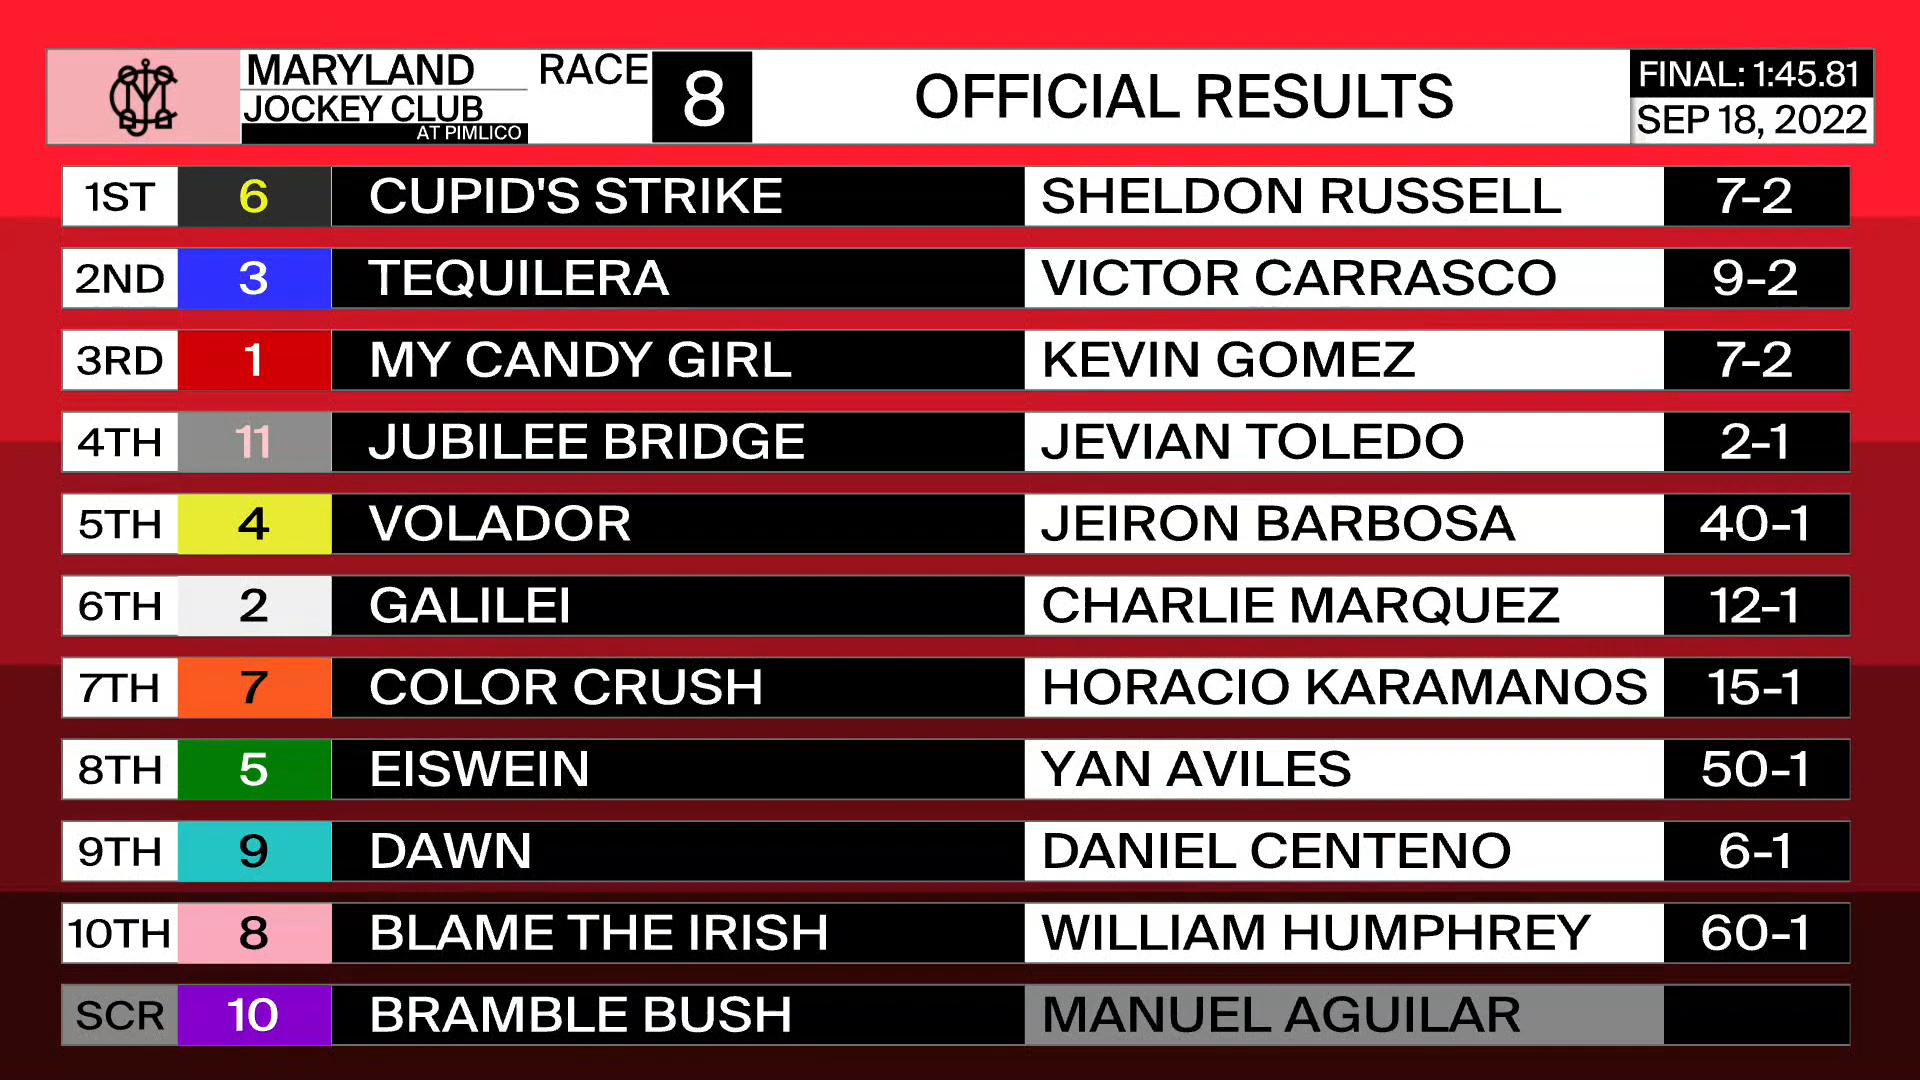 MARYLAND
JOCKEY CLUB
AT PIMLICO
RACE
8
OFFICIAL RESULTS
FINAL: 1:45.81
SEP 18, 2022
1ST 6 CUPID'S STRIKE SHELDON RUSSELL 7-2
2ND 3 TEQUILERA VICTOR CARRASCO 9-2
3RD 1 MY CANDY GIRL KEVIN GOMEZ 7-2
4TH 11 JUBILEE BRIDGE JEVIAN TOLEDO 2-1
5TH 4 VOLADOR JEIRON BARBOSA 40-1
6TH 2 GALILEI CHARLIE MARQUEZ 12-1
7TH 7 COLOR CRUSH HORACIO KARAMANOS 15-1
8TH 5 EISWEIN YAN AVILES 50-1
9TH 9 DAWN DANIEL CENTENO 6-1
10TH 8 BLAME THE IRISH WILLIAM HUMPHREY 60-1
SCR 10 BRAMBLE BUSH MANUEL AGUILAR